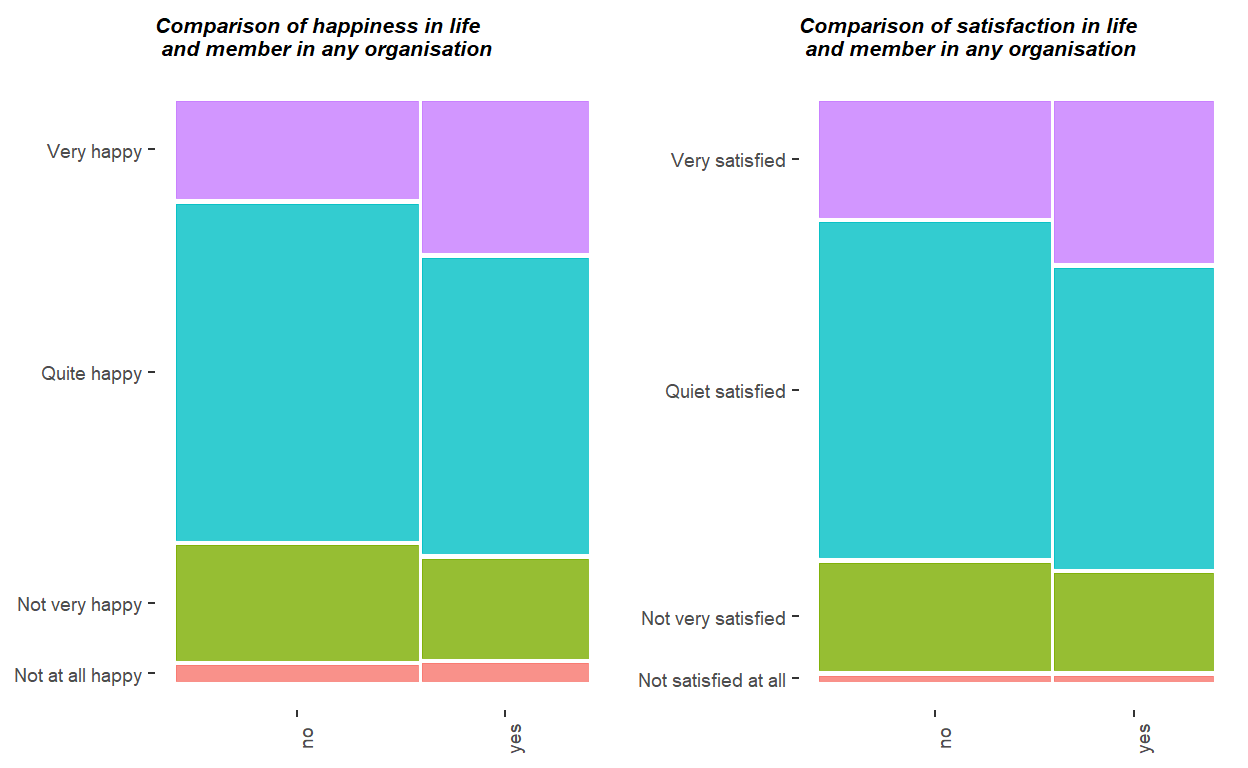 Comparison of happiness in life
and member in any organisation
Very happy
Quite happy
Not very happy
Not at all happy
no
yes
Comparison of satisfaction in life
and member in any organisation
Very satisfied
Quiet satisfied
Not very satisfied
Not satisfied at all
no
yes